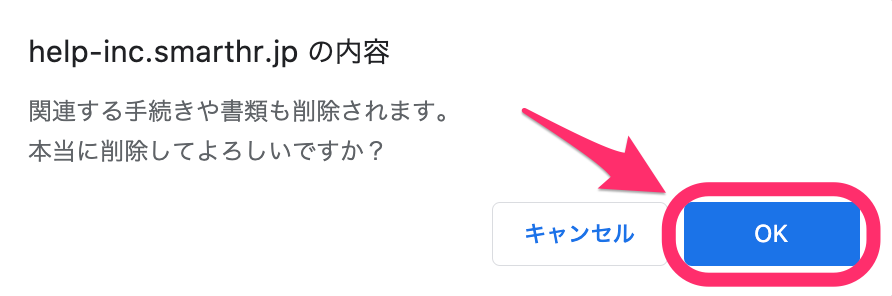 help-inc.smarthr.jp の内容
関連する手続きや書類も削除されます。
本当に削除してよろしいですか？
キャンセル
OK